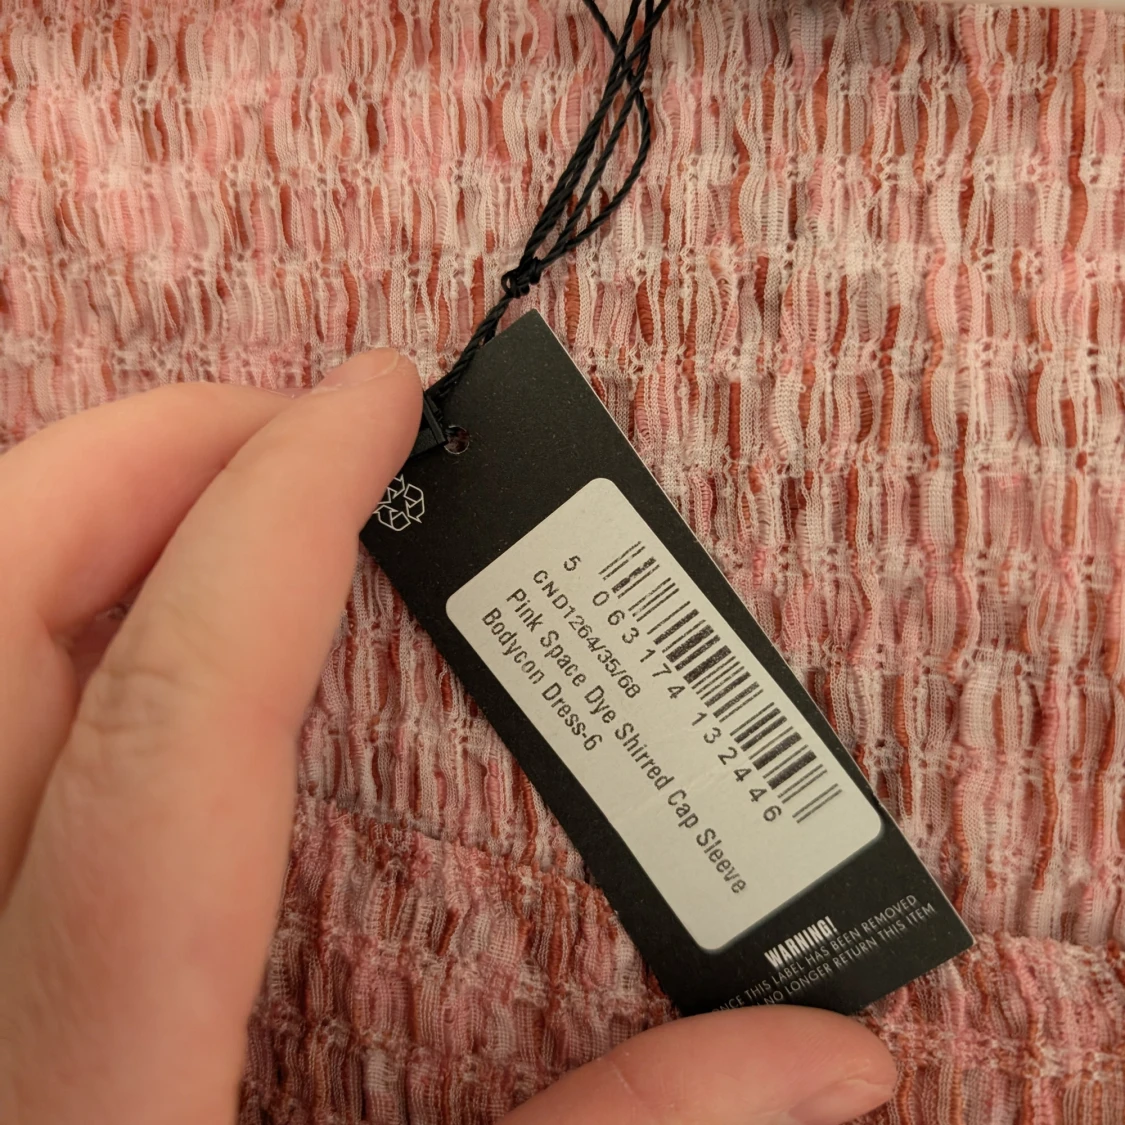 5 063174 132446
CND1264/35/68
Pink Space Dye Shirred Cap Sleeve
Bodycon Dress-6
WARNING!
ONCE THIS LABEL HAS BEEN REMOVED
NO LONGER RETURN THIS ITEM